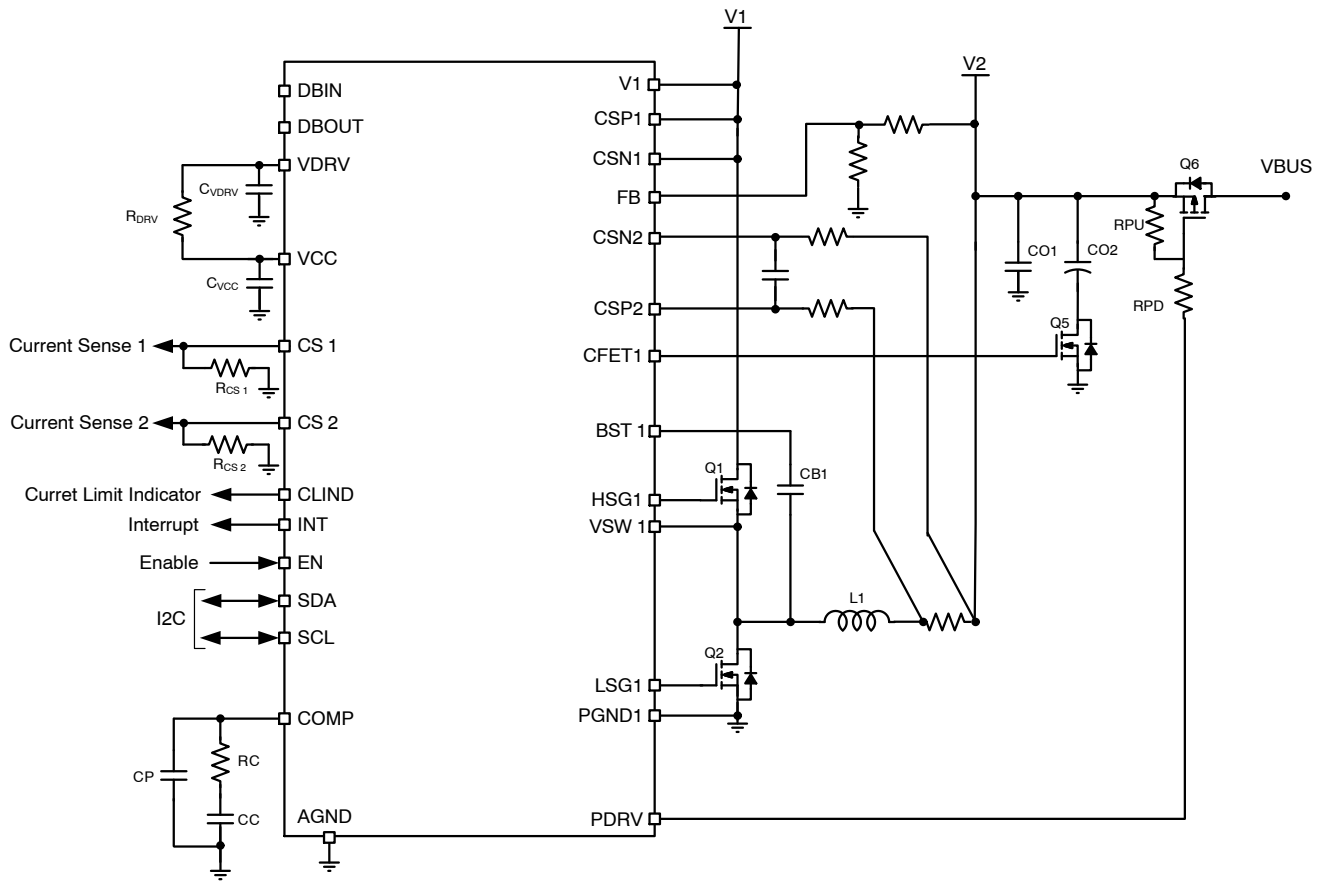 V1
V2
DBIN
DBOUT
VDRV
CVDRV
RDRV
VCC
CVCC
Current Sense 1
CS 1
RCS 1
Current Sense 2
CS 2
RCS 2
Curret Limit Indicator
CLIND
Interrupt
INT
Enable
EN
I2C
SDA
SCL
COMP
CP
RC
CC
AGND
V1
CSP1
CSN1
FB
CSN2
CSP2
CFET1
BST 1
HSG1
VSW 1
LSG1
PGND1
PDRV
Q1
CB1
L1
Q2
CO1
CO2
Q5
RPU
RPD
Q6
VBUS